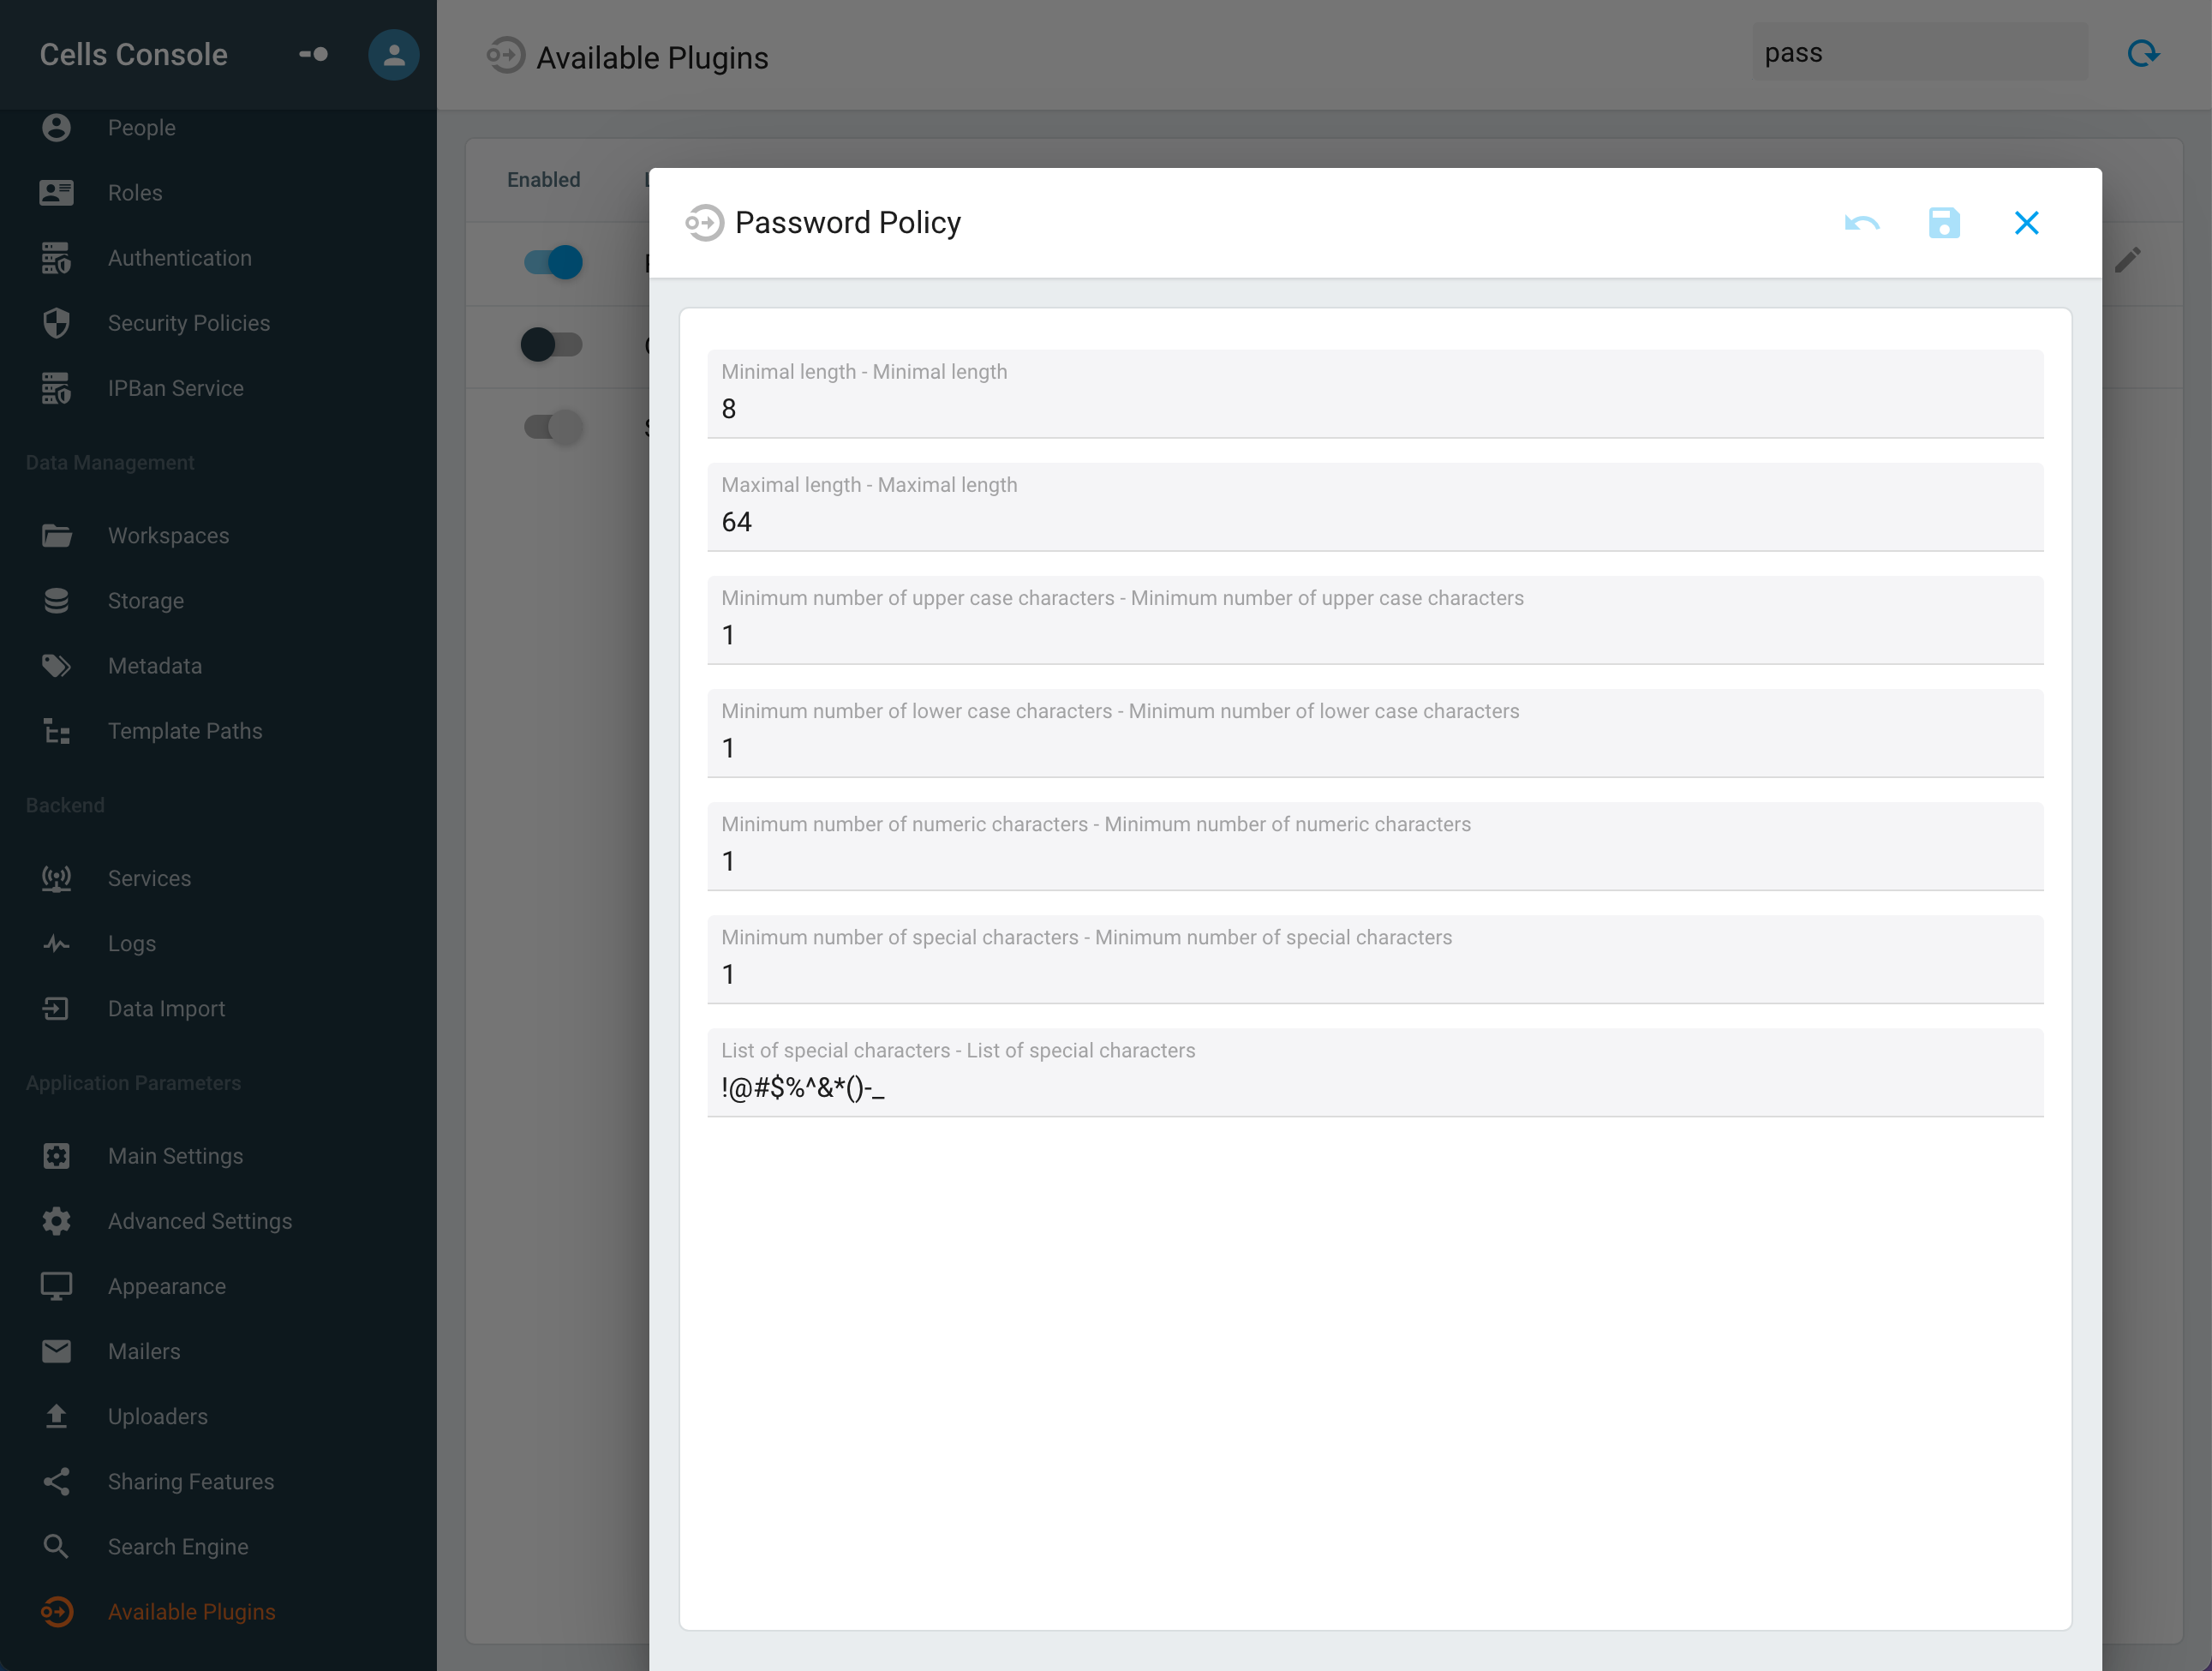 Cells Console
People
Roles
Authentication
Security Policies
IPBan Service
Data Management
Workspaces
Storage
Metadata
Template Paths
Backend
Services
Logs
Data Import
Application Parameters
Main Settings
Advanced Settings
Appearance
Mailers
Uploaders
Sharing Features
Search Engine
Available Plugins
Available Plugins
pass
Enabled
Password Policy
Minimal length - Minimal length
8
Maximal length - Maximal length
64
Minimum number of upper case characters - Minimum number of upper case characters
1
Minimum number of lower case characters - Minimum number of lower case characters
1
Minimum number of numeric characters - Minimum number of numeric characters
1
Minimum number of special characters - Minimum number of special characters
1
List of special characters - List of special characters
!@#$%^&*()-_